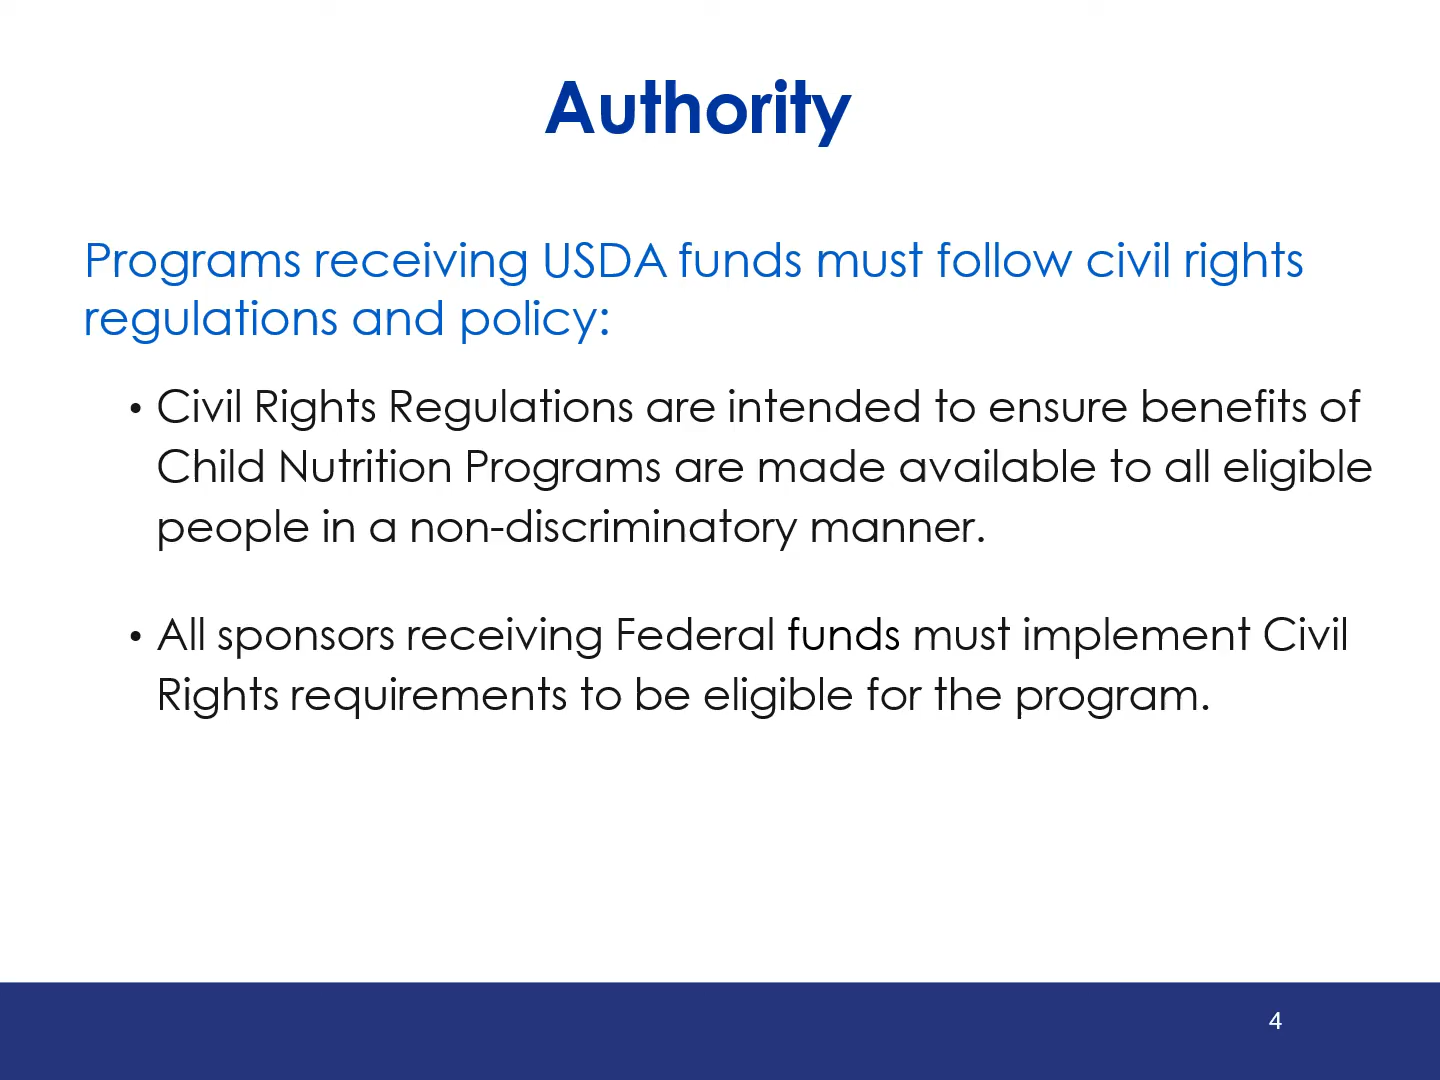 Authority
Programs receiving USDA funds must follow civil rights
regulations and policy:
• Civil Rights Regulations are intended to ensure benefits of
Child Nutrition Programs are made available to all eligible
people in a non-discriminatory manner.
• All sponsors receiving Federal funds must implement Civil
Rights requirements to be eligible for the program.
4